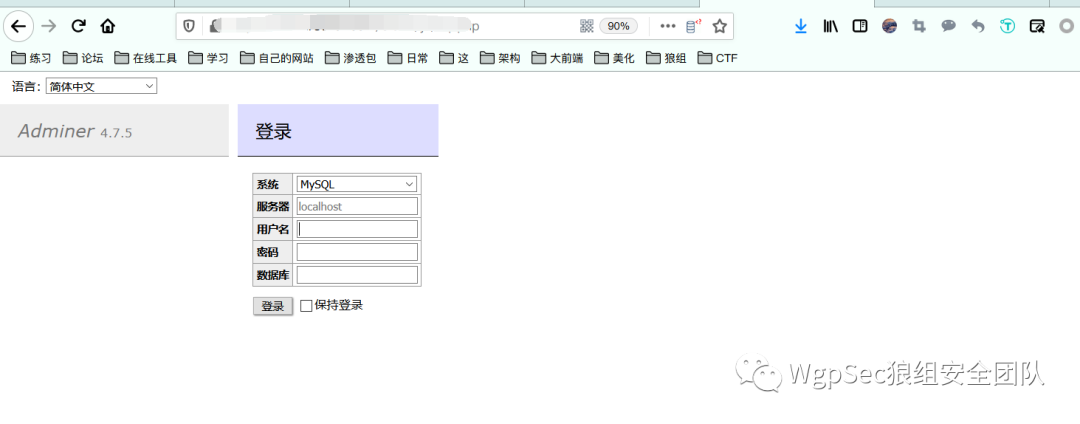 90%
练习 论坛 在线工具 学习 自己的网站 渗透包 日常 这 架构 大前端 美化 狼组 CTF
语言: 简体中文
Adminer 4.7.5
登录
系统 MySQL
服务器 localhost
用户名
密码
数据库
登录 保持登录
WgpSec狼组安全团队